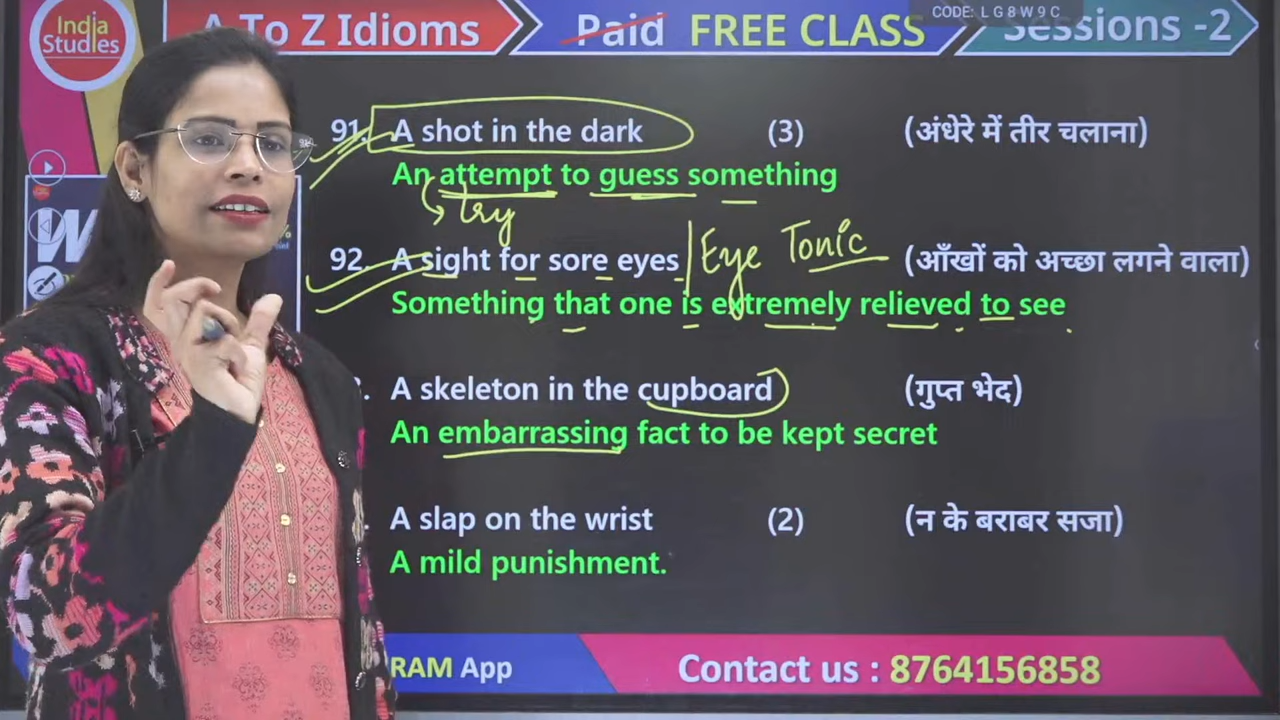 India
Studies
A To Z Idioms
Paid FREE CLASS
Sessions -2
CODE: L G 8 W 9 C
91. A shot in the dark (3) (अंधेरे में तीर चलाना)
An attempt to guess something
try
92. A sight for sore eyes Eye Tonic (आँखों को अच्छा लगने वाला)
Something that one is extremely relieved to see
A skeleton in the cupboard (गुप्त भेद)
An embarrassing fact to be kept secret
A slap on the wrist (2) (न के बराबर सजा)
A mild punishment.
RAM App
Contact us : 8764156858